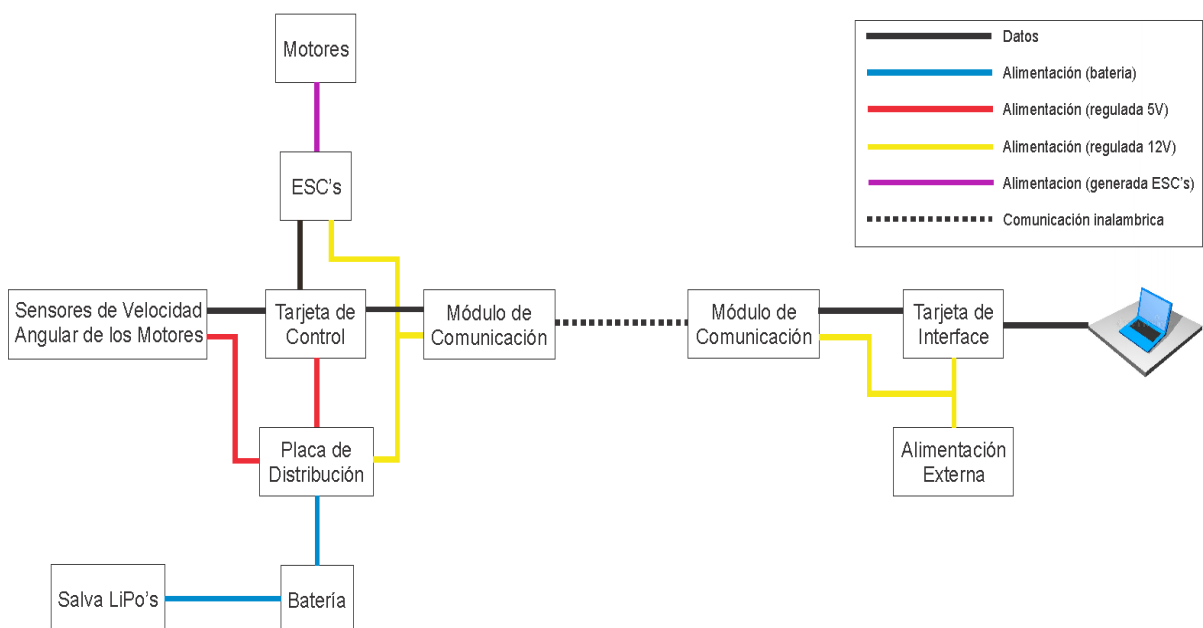 Motores
ESC's
Sensores de Velocidad
Angular de los Motores
Tarjeta de
Control
Módulo de
Comunicación
Placa de
Distribución
Salva LiPo's
Batería
Módulo de
Comunicación
Tarjeta de
Interface
Alimentación
Externa
Datos
Alimentación (bateria)
Alimentación (regulada 5V)
Alimentación (regulada 12V)
Alimentacion (generada ESC's)
Comunicación inalambrica